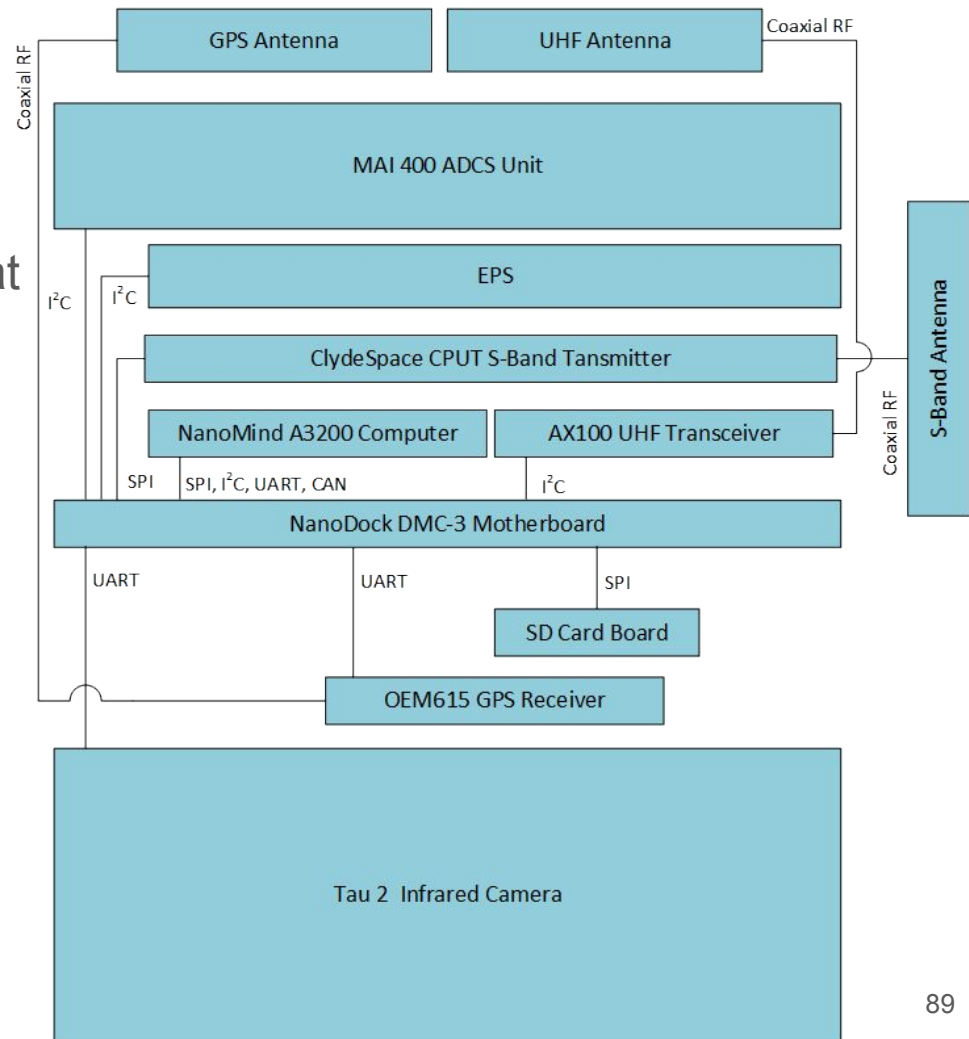 GPS Antenna
UHF Antenna
Coaxial RF
Coaxial RF
MAI 400 ADCS Unit
I²C
I²C
EPS
ClydeSpace CPUT S-Band Tansmitter
S-Band Antenna
Coaxial RF
NanoMind A3200 Computer
AX100 UHF Transceiver
SPI
SPI, I²C, UART, CAN
I²C
NanoDock DMC-3 Motherboard
UART
UART
SPI
SD Card Board
OEM615 GPS Receiver
Tau 2 Infrared Camera
89